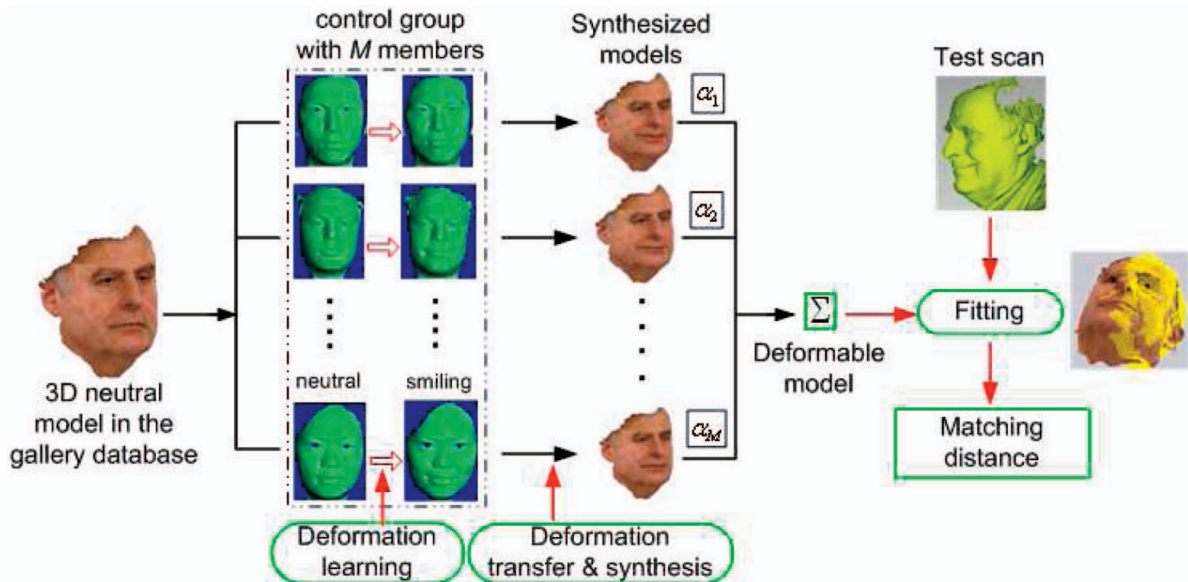 control group
with M members
Synthesized
models
Test scan
α1
α2
αM
neutral
smiling
3D neutral
model in the
gallery database
Σ
Deformable
model
Fitting
Matching
distance
Deformation
learning
Deformation
transfer & synthesis